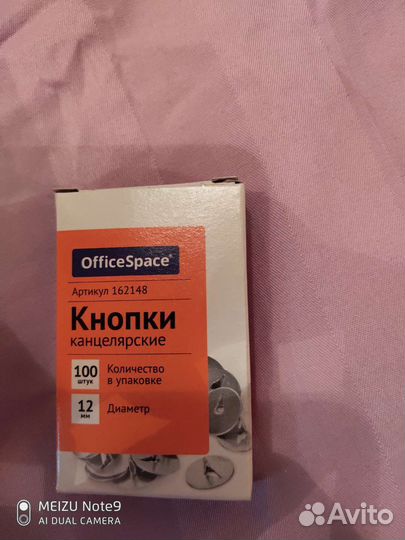 OfficeSpace®
Артикул 162148
Кнопки
канцелярские
100 штук Количество в упаковке
12 мм Диаметр
MEIZU Note9
AI DUAL CAMERA
Avito